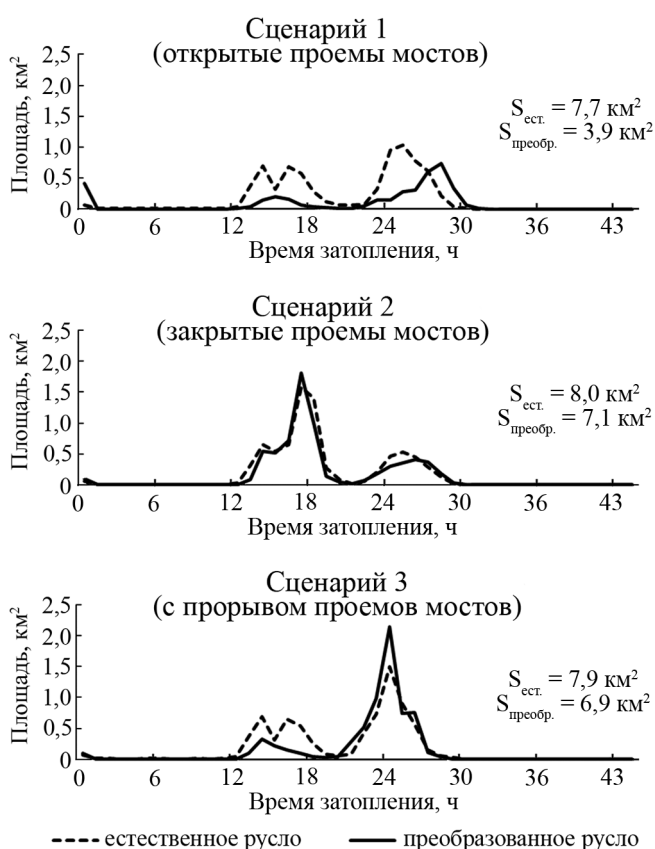 Сценарий 1
(открытые проемы мостов)
Площадь, км²
2,5
2,0
1,5
1,0
0,5
0
Sест. = 7,7 км²
Sпреобр. = 3,9 км²
0 6 12 18 24 30 36 43
Время затопления, ч
Сценарий 2
(закрытые проемы мостов)
Площадь, км²
2,5
2,0
1,5
1,0
0,5
0
Sест. = 8,0 км²
Sпреобр. = 7,1 км²
0 6 12 18 24 30 36 43
Время затопления, ч
Сценарий 3
(с прорывом проемов мостов)
Площадь, км²
2,5
2,0
1,5
1,0
0,5
0
Sест. = 7,9 км²
Sпреобр. = 6,9 км²
0 6 12 18 24 30 36 43
Время затопления, ч
естественное русло преобразованное русло